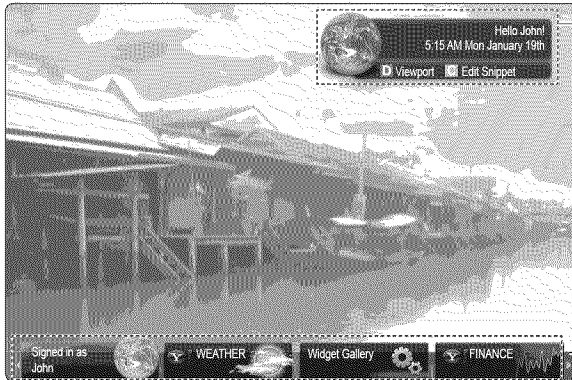 Hello John!
5:15 AM Mon January 19th
D Viewport C Edit Snippet
Signed in as
John
Y WEATHER
Widget Gallery
Y FINANCE